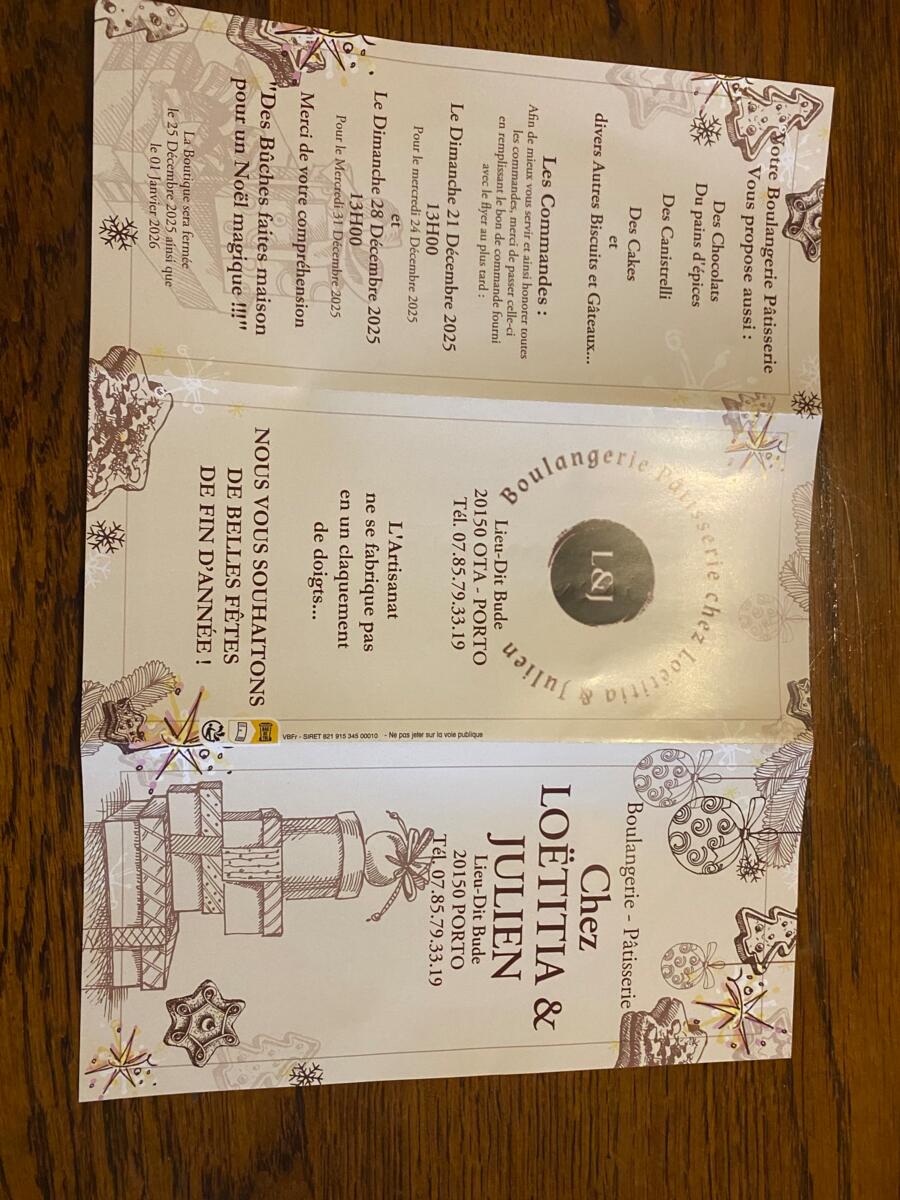 Votre Boulangerie Pâtisserie
Vous propose aussi :
Des Chocolats
Du pains d'épices
Des Canistrelli
Des Cakes
et
divers Autres Biscuits et Gâteaux...
Les Commandes :
Afin de mieux vous servir et ainsi honorer toutes
les commandes, merci de passer celle-ci
en remplissant le bon de commande fourni
avec le flyer au plus tard :
Le Dimanche 21 Décembre 2025
13H00
Pour le mercredi 24 Décembre 2025
et
Le Dimanche 28 Décembre 2025
13H00
Pour le Mercredi 31 Décembre 2025
Merci de votre compréhension
"Des Bûches faites maison
pour un Noël magique !!!!"
La Boutique sera fermée
le 25 Décembre 2025 ainsi que
le 01 Janvier 2026
Boulangerie Pâtisserie chez Loëtitia & Julien
L&J
Lieu-Dit Bude
20150 OTA - PORTO
Tél. 07.85.79.33.19
L'Artisanat
ne se fabrique pas
en un claquement
de doigts...
NOUS VOUS SOUHAITONS
DE BELLES FÊTES
DE FIN D'ANNÉE !
VBFr - SIRET 821 915 345 00010 - Ne pas jeter sur la voie publique
Boulangerie - Pâtisserie
Chez
LOËTITIA &
JULIEN
Lieu-Dit Bude
20150 PORTO
Tél. 07.85.79.33.19